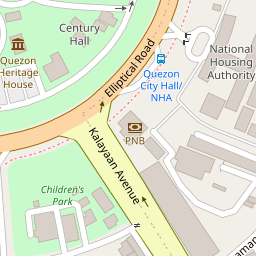 Century
Hall
Elliptical Road
National
Housing
Authority
Quezon
Heritage
House
Quezon
City Hall/
NHA
Kalayaan Avenue
PNB
Children's
Park